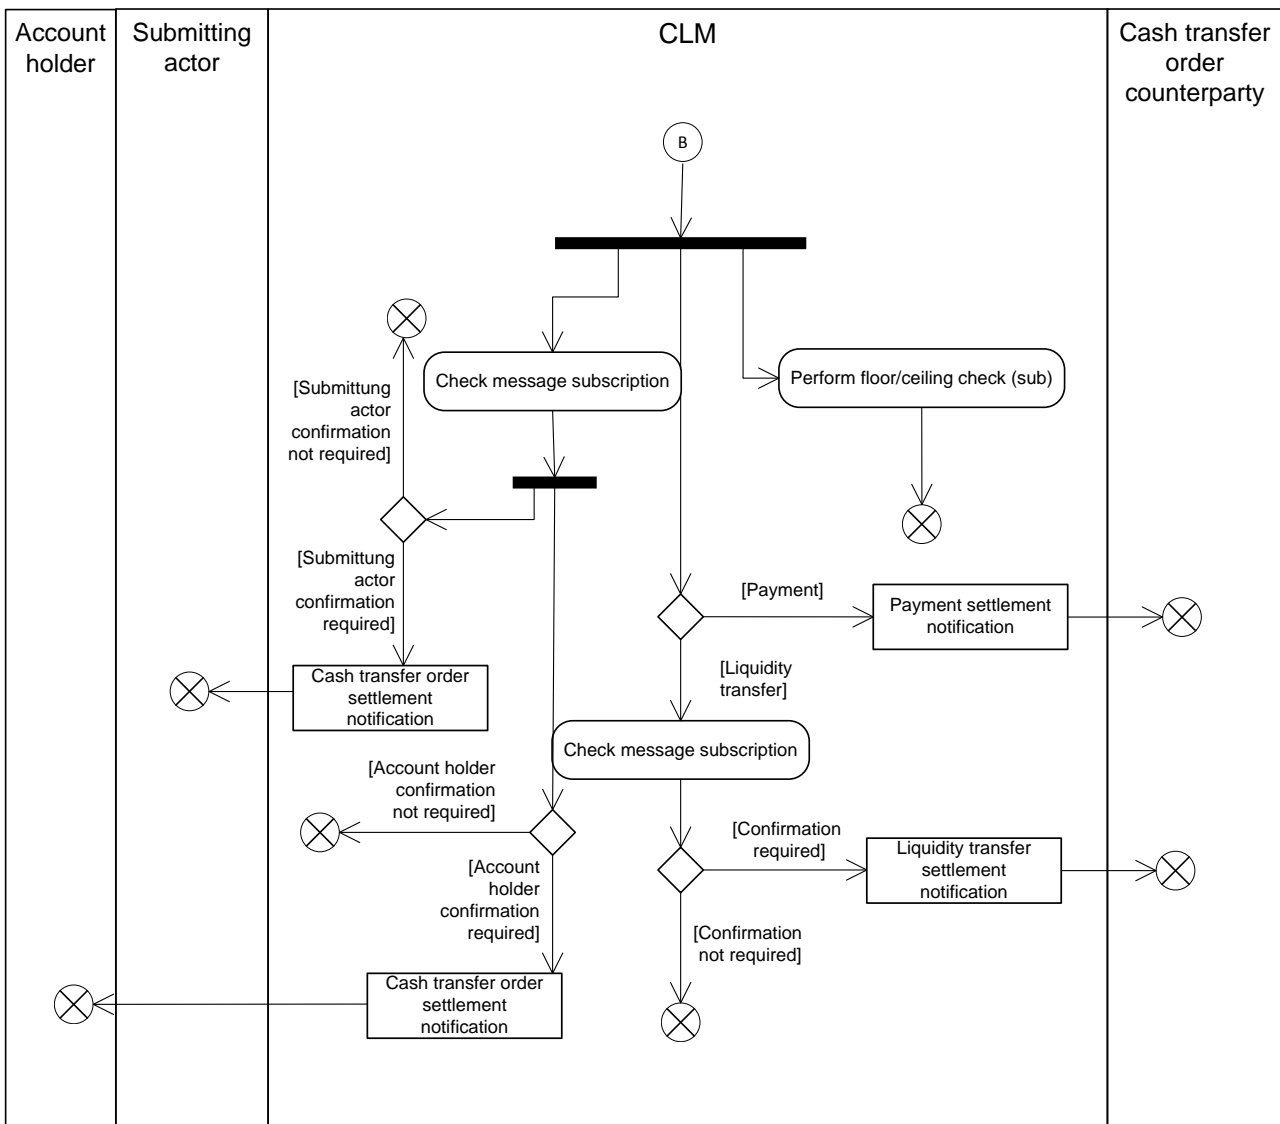 Account
holder
Submitting
actor
CLM
Cash transfer
order
counterparty
B
Check message subscription
Perform floor/ceiling check (sub)
[Submittung
actor
confirmation
not required]
[Submittung
actor
confirmation
required]
[Payment]
Payment settlement
notification
[Liquidity
transfer]
Cash transfer order
settlement
notification
Check message subscription
[Account holder
confirmation
not required]
[Confirmation
required]
Liquidity transfer
settlement
notification
[Account
holder
confirmation
required]
[Confirmation
not required]
Cash transfer order
settlement
notification